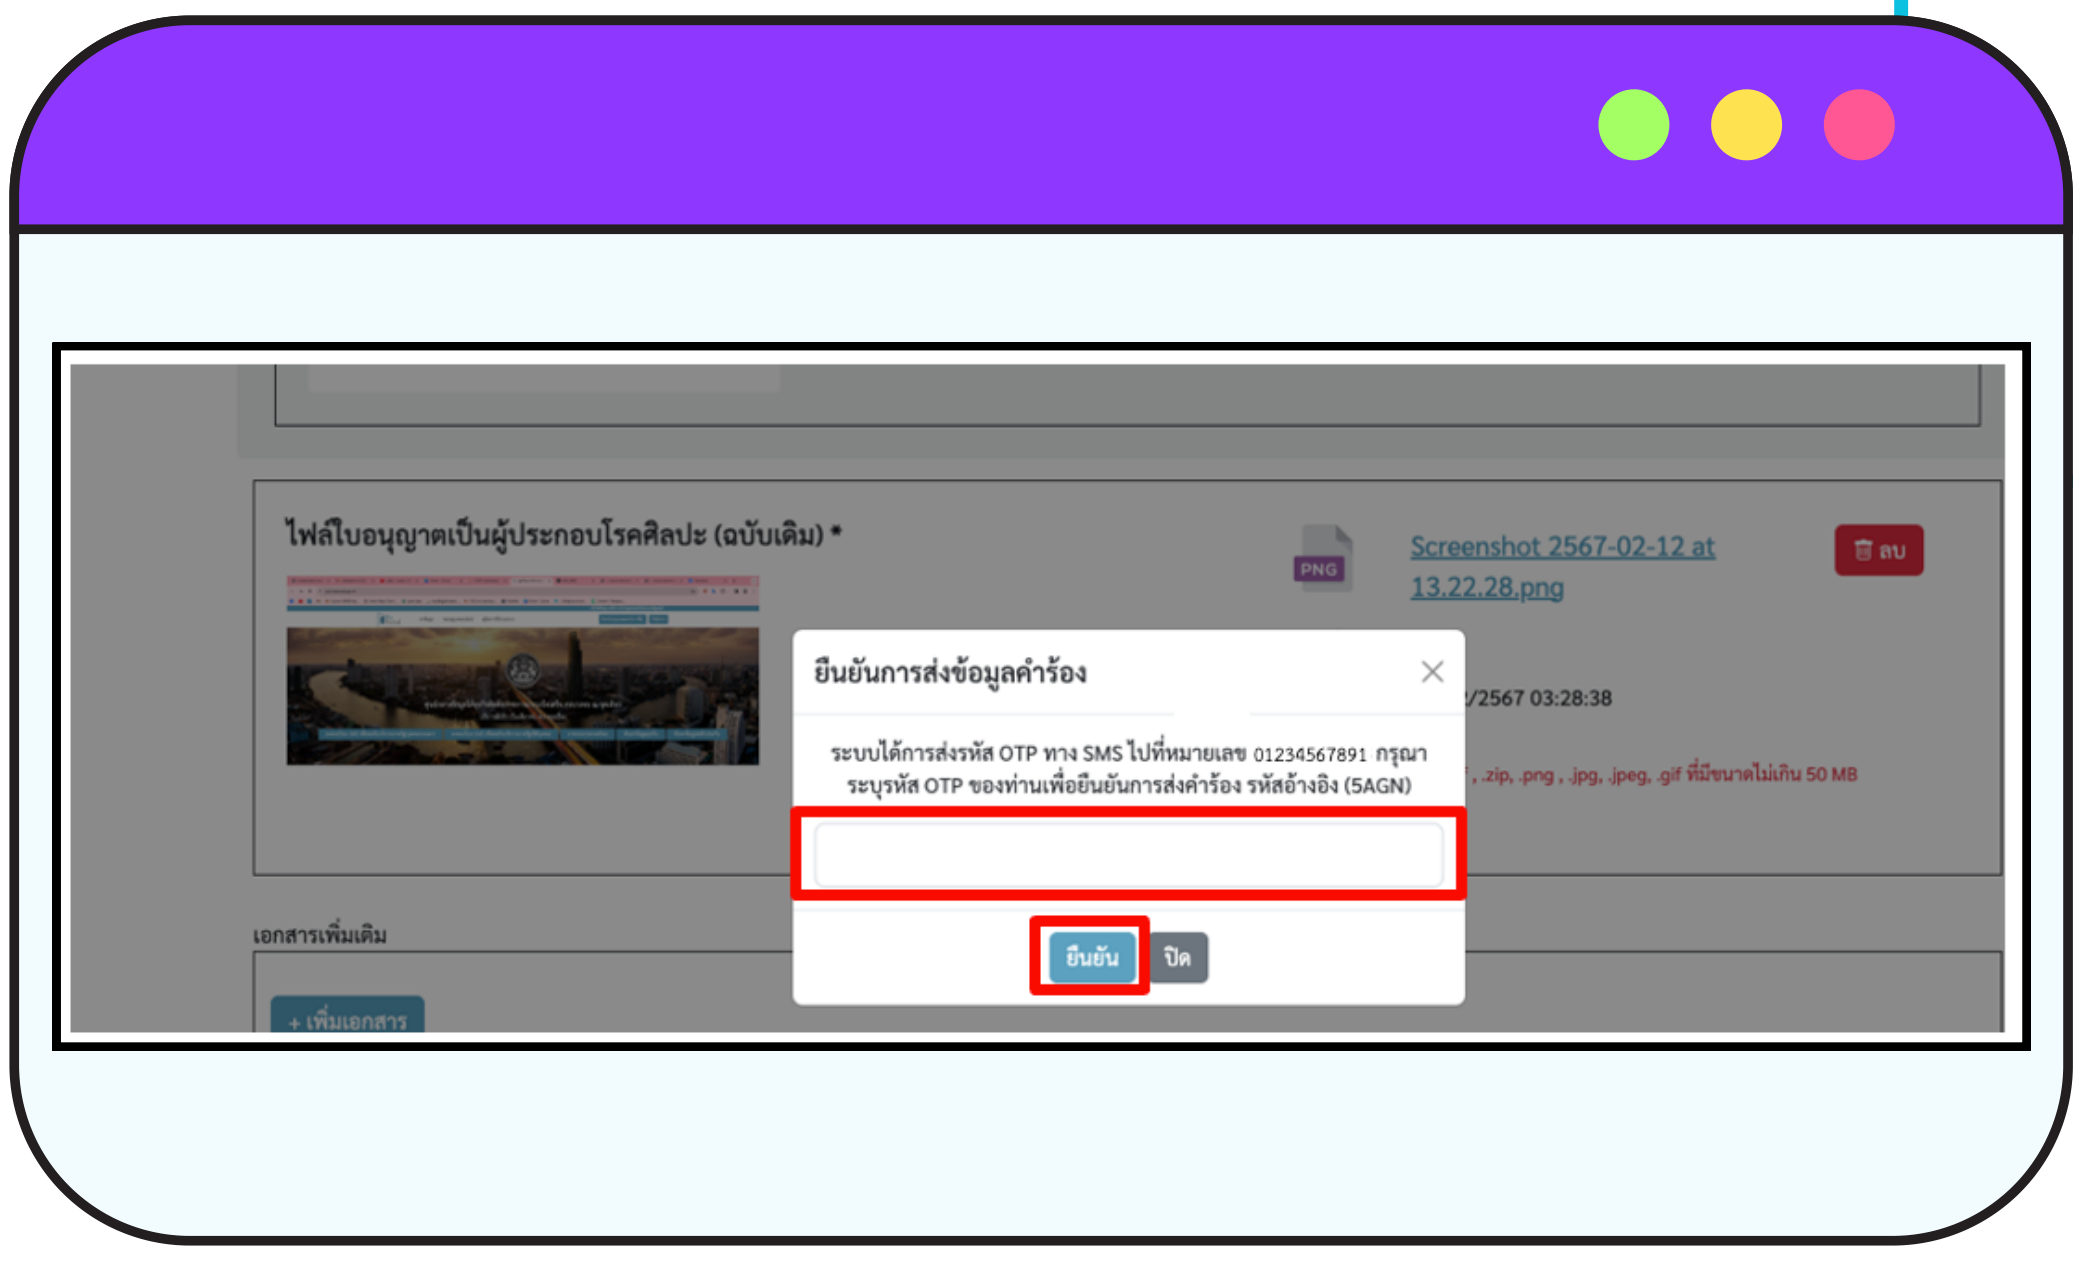 ไฟล์ใบอนุญาตเป็นผู้ประกอบโรคศิลปะ (ฉบับเดิม) *
PNG
Screenshot 2567-02-12 at
13.22.28.png
ลบ
ยืนยันการส่งข้อมูลคำร้อง
/2567 03:28:38
ระบบได้การส่งรหัส OTP ทาง SMS ไปที่หมายเลข 01234567891 กรุณา
ระบุรหัส OTP ของท่านเพื่อยืนยันการส่งคำร้อง รหัสอ้างอิง (5AGN)
, .zip, .png , .jpg, .jpeg, .gif ที่มีขนาดไม่เกิน 50 MB
ยืนยัน
ปิด
เอกสารเพิ่มเติม
+ เพิ่มเอกสาร